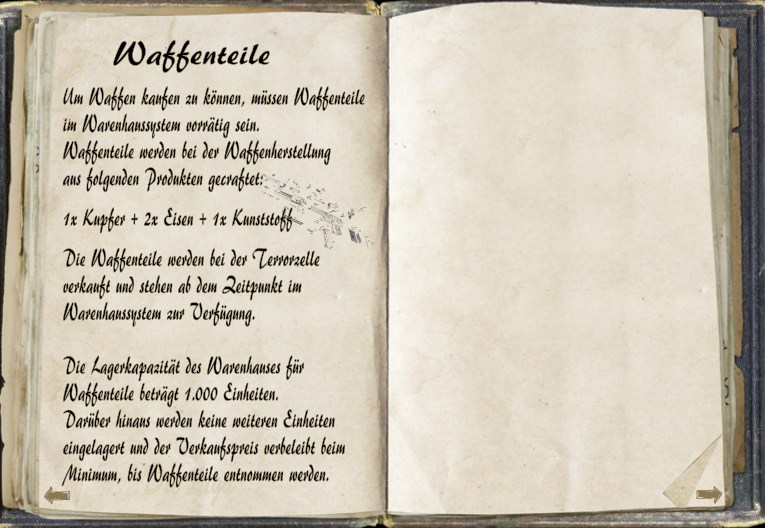 Waffenteile
Um Waffen kaufen zu können, müssen Waffenteile
im Warenhaussystem vorrätig sein.
Waffenteile werden bei der Waffenherstellung
aus folgenden Produkten gecraftet:
1x Kupfer + 2x Eisen + 1x Kunststoff
Die Waffenteile werden bei der Terrorzelle
verkauft und stehen ab dem Zeitpunkt im
Warenhaussystem zur Verfügung.
Die Lagerkapazität des Warenhauses für
Waffenteile beträgt 1.000 Einheiten.
Darüber hinaus werden keine weiteren Einheiten
eingelagert und der Verkaufspreis verbeleibt beim
Minimum, bis Waffenteile entnommen werden.